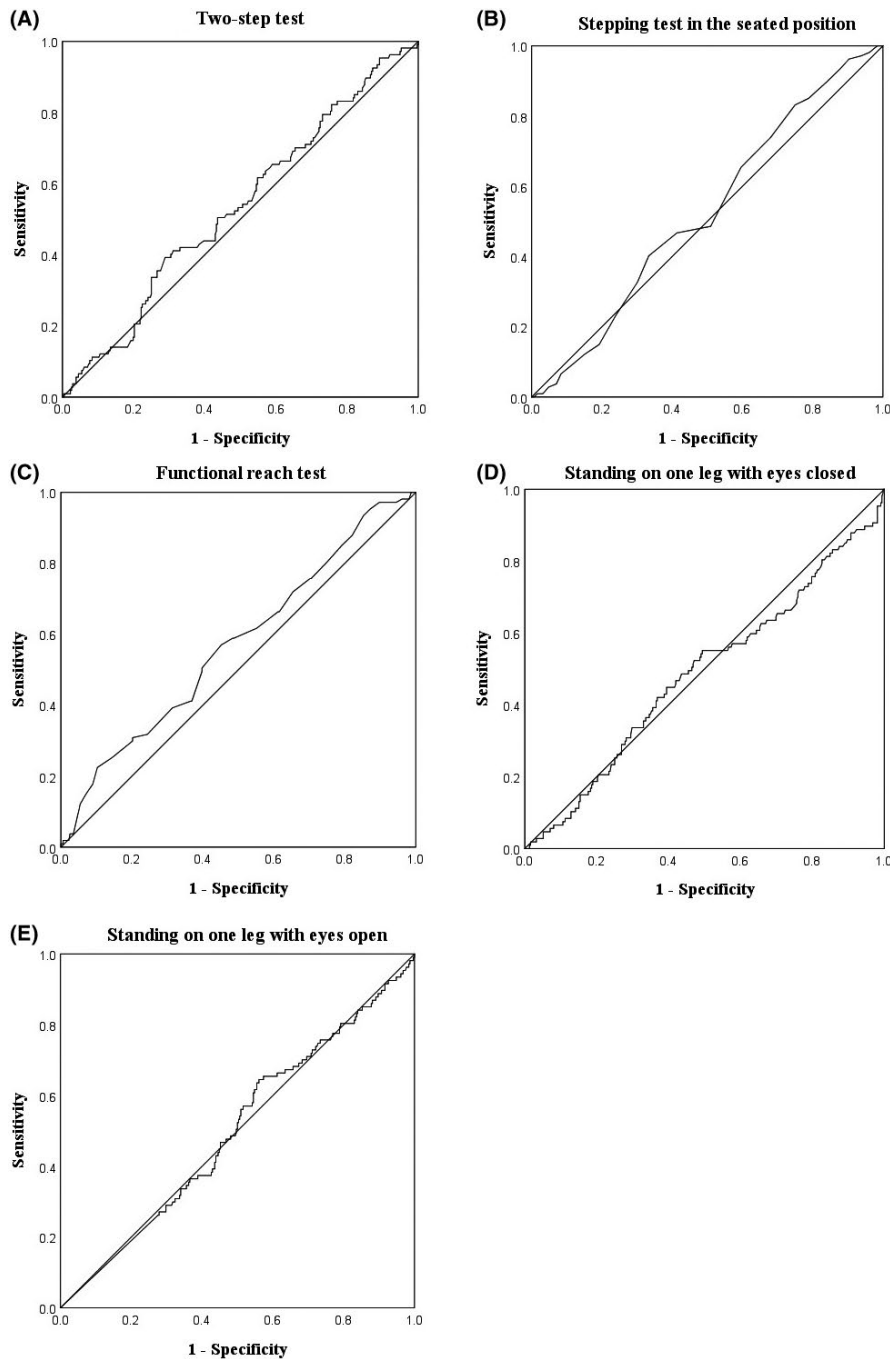 (A)
Two-step test
1.0
0.8
0.6
0.4
0.2
0.0
Sensitivity
0.0 0.2 0.4 0.6 0.8 1.0
1 - Specificity
(B)
Stepping test in the seated position
1.0
0.8
0.6
0.4
0.2
0.0
Sensitivity
0.0 0.2 0.4 0.6 0.8 1.0
1 - Specificity
(C)
Functional reach test
1.0
0.8
0.6
0.4
0.2
0.0
Sensitivity
0.0 0.2 0.4 0.6 0.8 1.0
1 - Specificity
(D)
Standing on one leg with eyes closed
1.0
0.8
0.6
0.4
0.2
0.0
Sensitivity
0.0 0.2 0.4 0.6 0.8 1.0
1 - Specificity
(E)
Standing on one leg with eyes open
1.0
0.8
0.6
0.4
0.2
0.0
Sensitivity
0.0 0.2 0.4 0.6 0.8 1.0
1 - Specificity